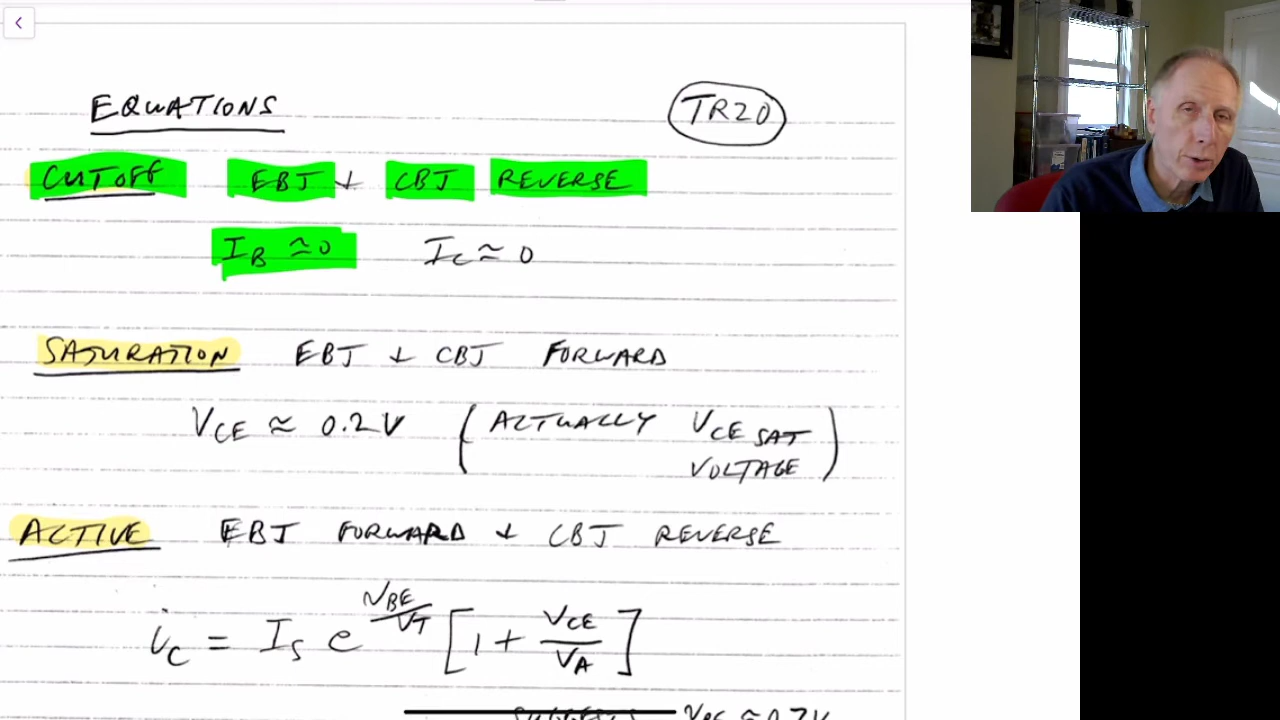 EQUATIONS
TR20
CUTOFF EBJ + CBJ REVERSE
I_B ≃ 0 I_C ≃ 0
SATURATION EBJ + CBJ FORWARD
V_CE ≈ 0.2V (ACTUALLY V_CE SAT
VOLTAGE)
ACTIVE EBJ FORWARD + CBJ REVERSE
i_C = I_S e^(V_BE/V_T) [1 + V_CE/V_A]